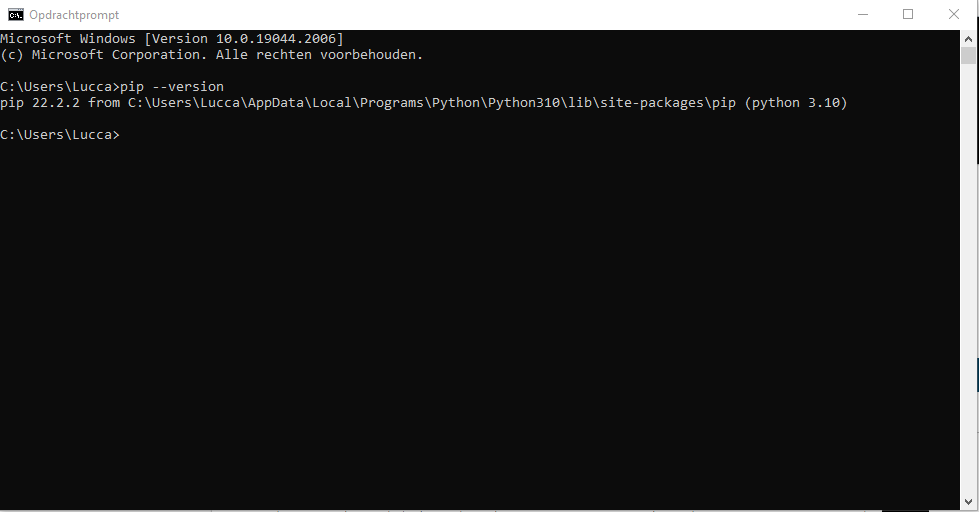 Opdrachtprompt
Microsoft Windows [Version 10.0.19044.2006]
(c) Microsoft Corporation. Alle rechten voorbehouden.
C:\Users\Lucca>pip --version
pip 22.2.2 from C:\Users\Lucca\AppData\Local\Programs\Python\Python310\lib\site-packages\pip (python 3.10)
C:\Users\Lucca>